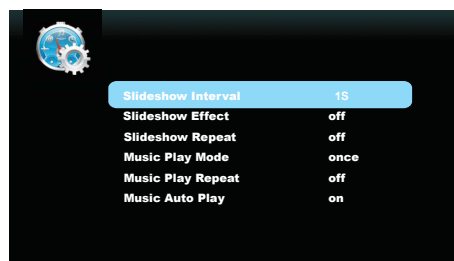 Slideshow Interval 1S
Slideshow Effect off
Slideshow Repeat off
Music Play Mode once
Music Play Repeat off
Music Auto Play on